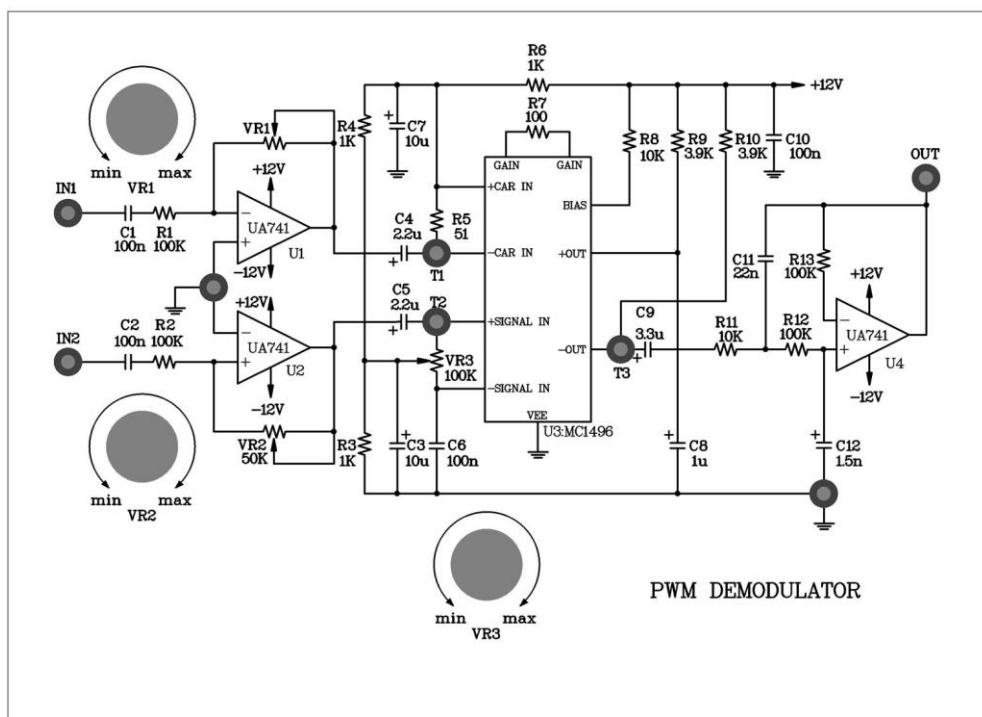 min
max
VR1
IN1
C1
100n
R1
100K
VR1
+12V
−
+
UA741
U1
−12V
IN2
C2
100n
R2
100K
+12V
−
+
UA741
U2
−12V
VR2
50K
min
max
VR2
R4
1K
C7
10u
R6
1K
+12V
R7
100
GAIN
GAIN
R5
51
C4
2.2u
+
T1
C5
2.2u
+
T2
VR3
100K
R3
1K
C3
10u
+
C6
100n
+CAR IN
−CAR IN
+SIGNAL IN
−SIGNAL IN
BIAS
+OUT
−OUT
VEE
U3:MC1496
R8
10K
R9
3.9K
R10
3.9K
C10
100n
C9
3.3u
+
T3
C8
1u
+
R11
10K
C11
22n
R12
100K
R13
100K
+12V
−
+
UA741
U4
−12V
OUT
C12
1.5n
+
min
max
VR3
PWM DEMODULATOR